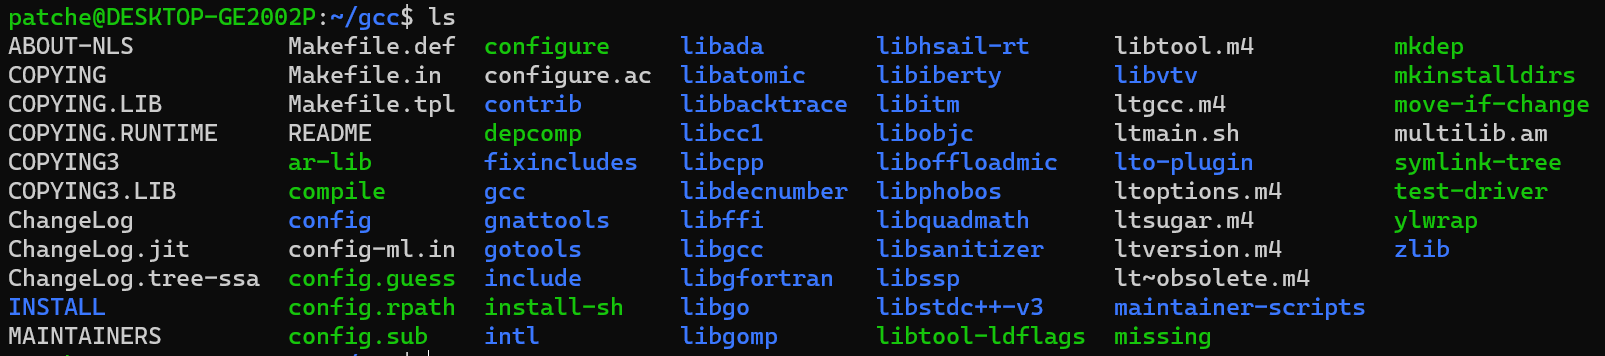 patche@DESKTOP-GE2002P:~/gcc$ ls
ABOUT-NLS Makefile.def configure libada libhsail-rt libtool.m4 mkdep
COPYING Makefile.in configure.ac libatomic libiberty libvtv mkinstalldirs
COPYING.LIB Makefile.tpl contrib libbacktrace libitm ltgcc.m4 move-if-change
COPYING.RUNTIME README depcomp libcc1 libobjc ltmain.sh multilib.am
COPYING3 ar-lib fixincludes libcpp liboffloadmic lto-plugin symlink-tree
COPYING3.LIB compile gcc libdecnumber libphobos ltoptions.m4 test-driver
ChangeLog config gnattools libffi libquadmath ltsugar.m4 ylwrap
ChangeLog.jit config-ml.in gotools libgcc libsanitizer ltversion.m4 zlib
ChangeLog.tree-ssa config.guess include libgfortran libssp lt~obsolete.m4
INSTALL config.rpath install-sh libgo libstdc++-v3 maintainer-scripts
MAINTAINERS config.sub intl libgomp libtool-ldflags missing